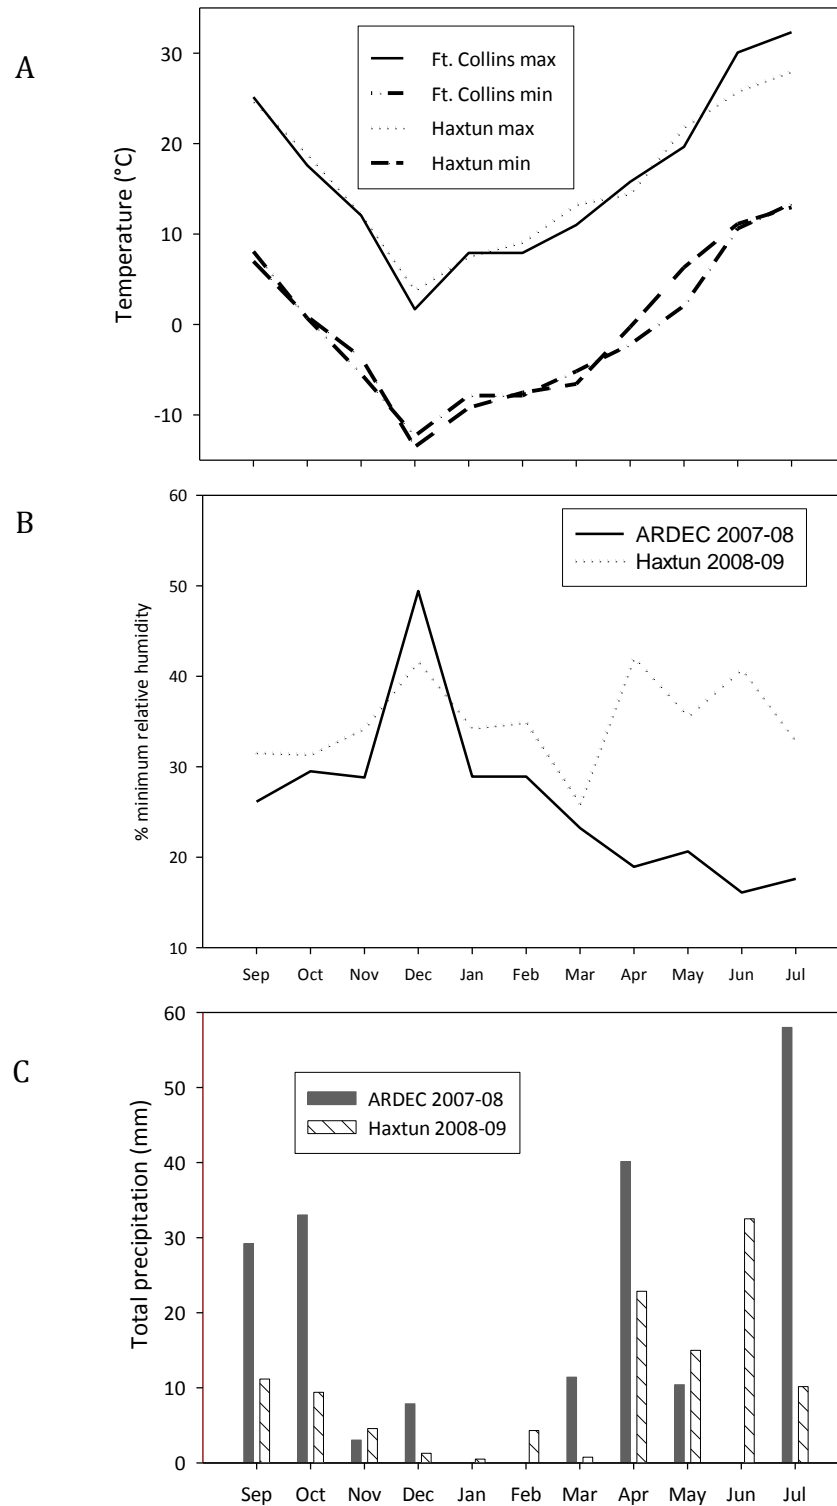 A
Temperature (°C)
30
20
10
0
-10
Ft. Collins max
Ft. Collins min
Haxtun max
Haxtun min
B
% minimum relative humidity
60
50
40
30
20
10
ARDEC 2007-08
Haxtun 2008-09
Sep Oct Nov Dec Jan Feb Mar Apr May Jun Jul
C
Total precipitation (mm)
60
50
40
30
20
10
0
ARDEC 2007-08
Haxtun 2008-09
Sep Oct Nov Dec Jan Feb Mar Apr May Jun Jul